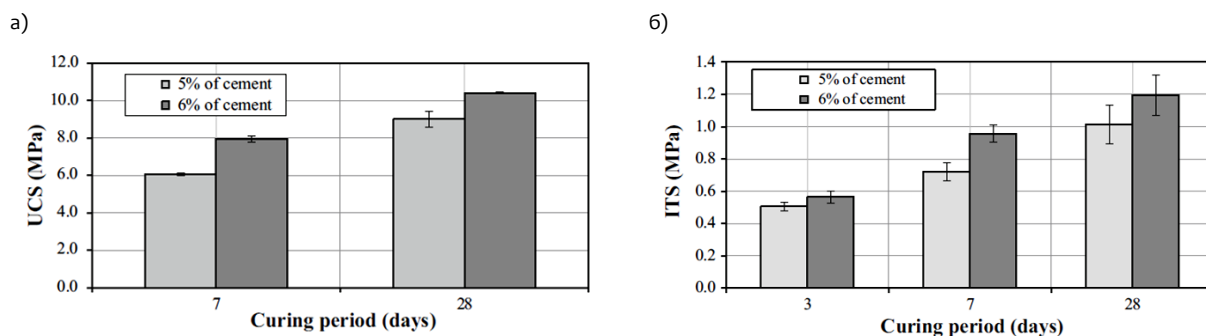 а)
12.0
10.0
8.0
6.0
4.0
2.0
0.0
UCS (MPa)
5% of cement
6% of cement
7
28
Curing period (days)
б)
1.4
1.2
1.0
0.8
0.6
0.4
0.2
0.0
ITS (MPa)
5% of cement
6% of cement
3
7
28
Curing period (days)